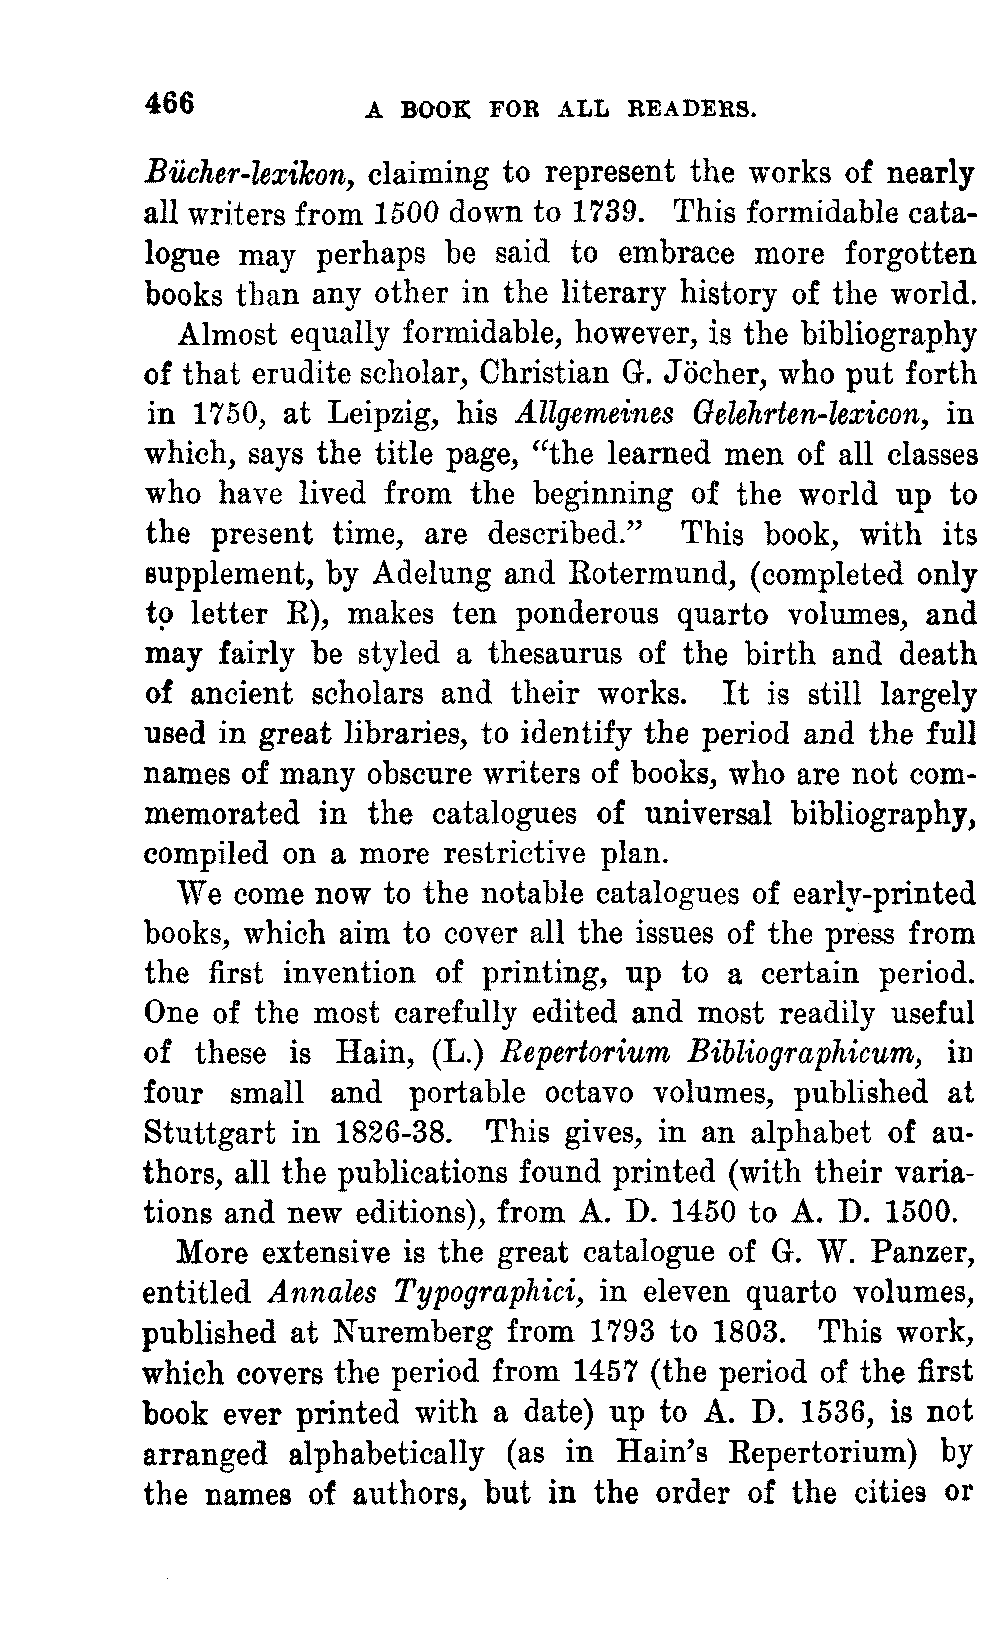 466 A BOOK FOR ALL READERS.
Bücher-lexikon, claiming to represent the works of nearly
all writers from 1500 down to 1739. This formidable cata-
logue may perhaps be said to embrace more forgotten
books than any other in the literary history of the world.
Almost equally formidable, however, is the bibliography
of that erudite scholar, Christian G. Jöcher, who put forth
in 1750, at Leipzig, his Allgemeines Gelehrten-lexicon, in
which, says the title page, “the learned men of all classes
who have lived from the beginning of the world up to
the present time, are described.” This book, with its
supplement, by Adelung and Rotermund, (completed only
to letter R), makes ten ponderous quarto volumes, and
may fairly be styled a thesaurus of the birth and death
of ancient scholars and their works. It is still largely
used in great libraries, to identify the period and the full
names of many obscure writers of books, who are not com-
memorated in the catalogues of universal bibliography,
compiled on a more restrictive plan.
We come now to the notable catalogues of early-printed
books, which aim to cover all the issues of the press from
the first invention of printing, up to a certain period.
One of the most carefully edited and most readily useful
of these is Hain, (L.) Repertorium Bibliographicum, in
four small and portable octavo volumes, published at
Stuttgart in 1826-38. This gives, in an alphabet of au-
thors, all the publications found printed (with their varia-
tions and new editions), from A. D. 1450 to A. D. 1500.
More extensive is the great catalogue of G. W. Panzer,
entitled Annales Typographici, in eleven quarto volumes,
published at Nuremberg from 1793 to 1803. This work,
which covers the period from 1457 (the period of the first
book ever printed with a date) up to A. D. 1536, is not
arranged alphabetically (as in Hain’s Repertorium) by
the names of authors, but in the order of the cities or